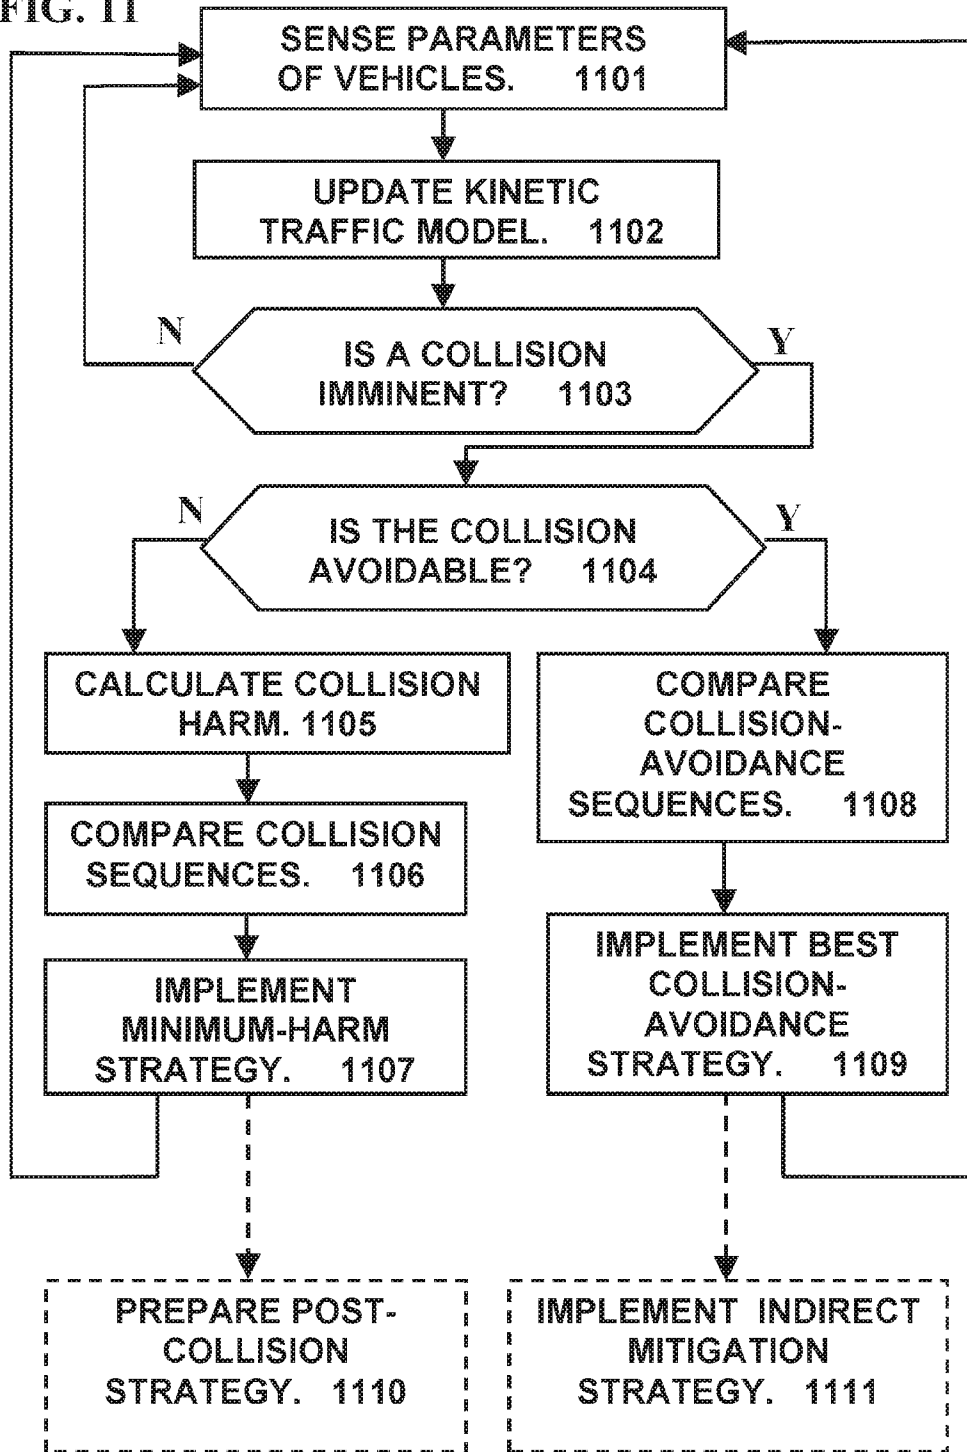 FIG. 11
SENSE PARAMETERS
OF VEHICLES. 1101
UPDATE KINETIC
TRAFFIC MODEL. 1102
N
Y
IS A COLLISION
IMMINENT? 1103
N
Y
IS THE COLLISION
AVOIDABLE? 1104
CALCULATE COLLISION
HARM. 1105
COMPARE COLLISION
SEQUENCES. 1106
IMPLEMENT
MINIMUM-HARM
STRATEGY. 1107
COMPARE
COLLISION-
AVOIDANCE
SEQUENCES. 1108
IMPLEMENT BEST
COLLISION-
AVOIDANCE
STRATEGY. 1109
PREPARE POST-
COLLISION
STRATEGY. 1110
IMPLEMENT INDIRECT
MITIGATION
STRATEGY. 1111